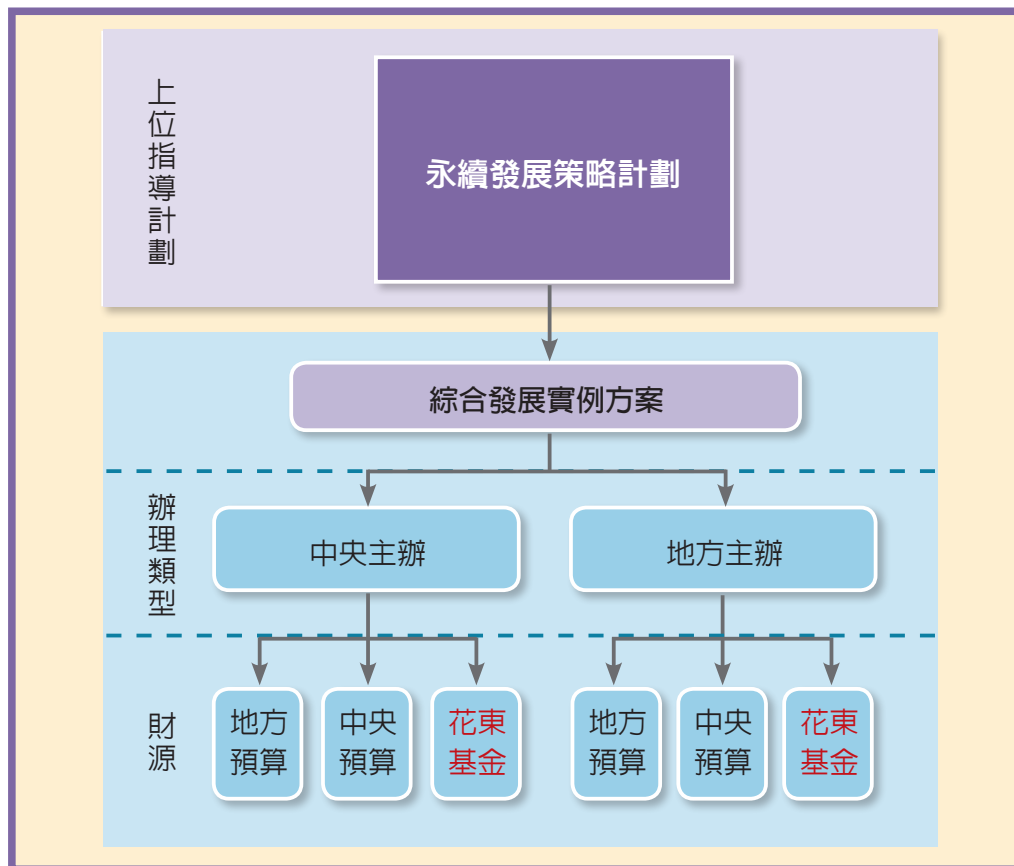 上位指導計劃
永續發展策略計劃
綜合發展實例方案
辦理類型
中央主辦
地方主辦
財源
地方
預算
中央
預算
花東
基金
地方
預算
中央
預算
花東
基金